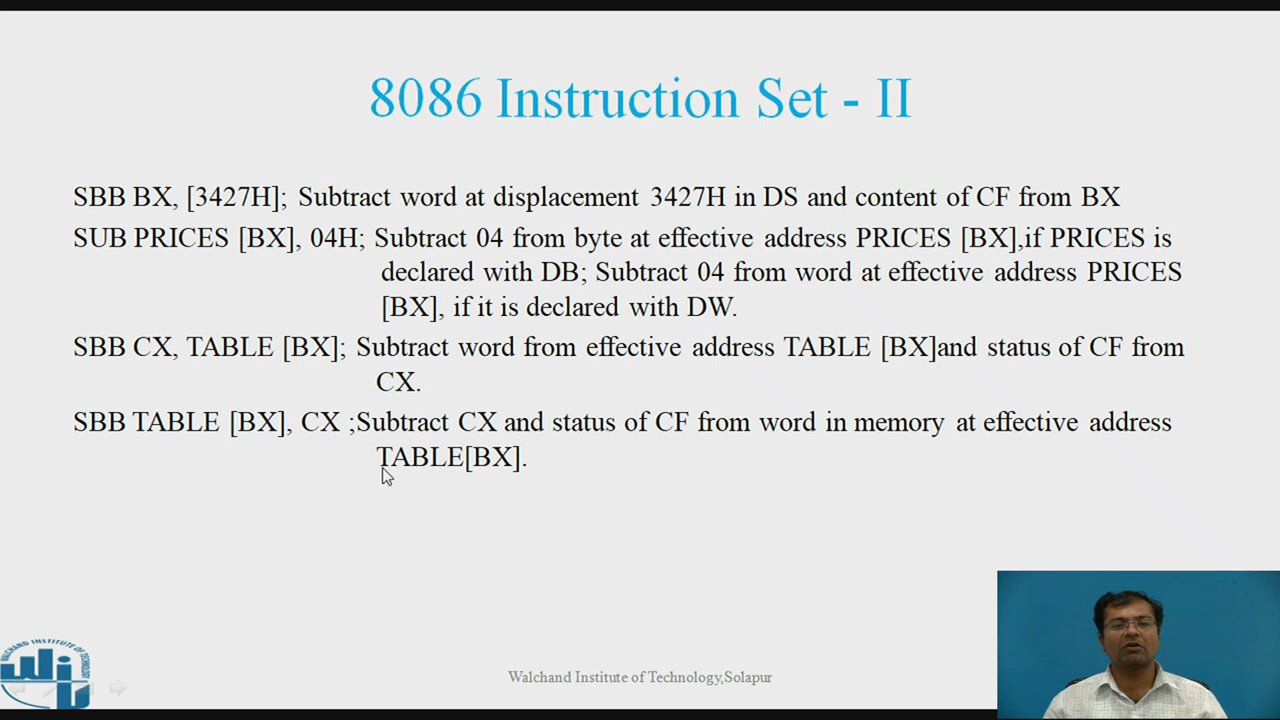 8086 Instruction Set - II
SBB BX, [3427H]; Subtract word at displacement 3427H in DS and content of CF from BX
SUB PRICES [BX], 04H; Subtract 04 from byte at effective address PRICES [BX],if PRICES is
declared with DB; Subtract 04 from word at effective address PRICES
[BX], if it is declared with DW.
SBB CX, TABLE [BX]; Subtract word from effective address TABLE [BX]and status of CF from
CX.
SBB TABLE [BX], CX ;Subtract CX and status of CF from word in memory at effective address
TABLE[BX].
WALCHAND INSTITUTE OF TECHNOLOGY
WIT
Walchand Institute of Technology,Solapur